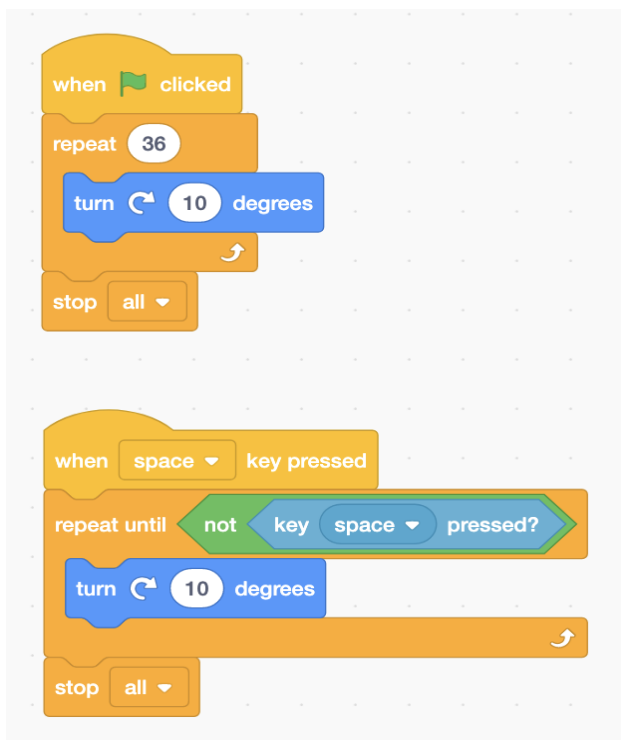 when clicked
repeat 36
turn 10 degrees
stop all
when space key pressed
repeat until not key space pressed?
turn 10 degrees
stop all